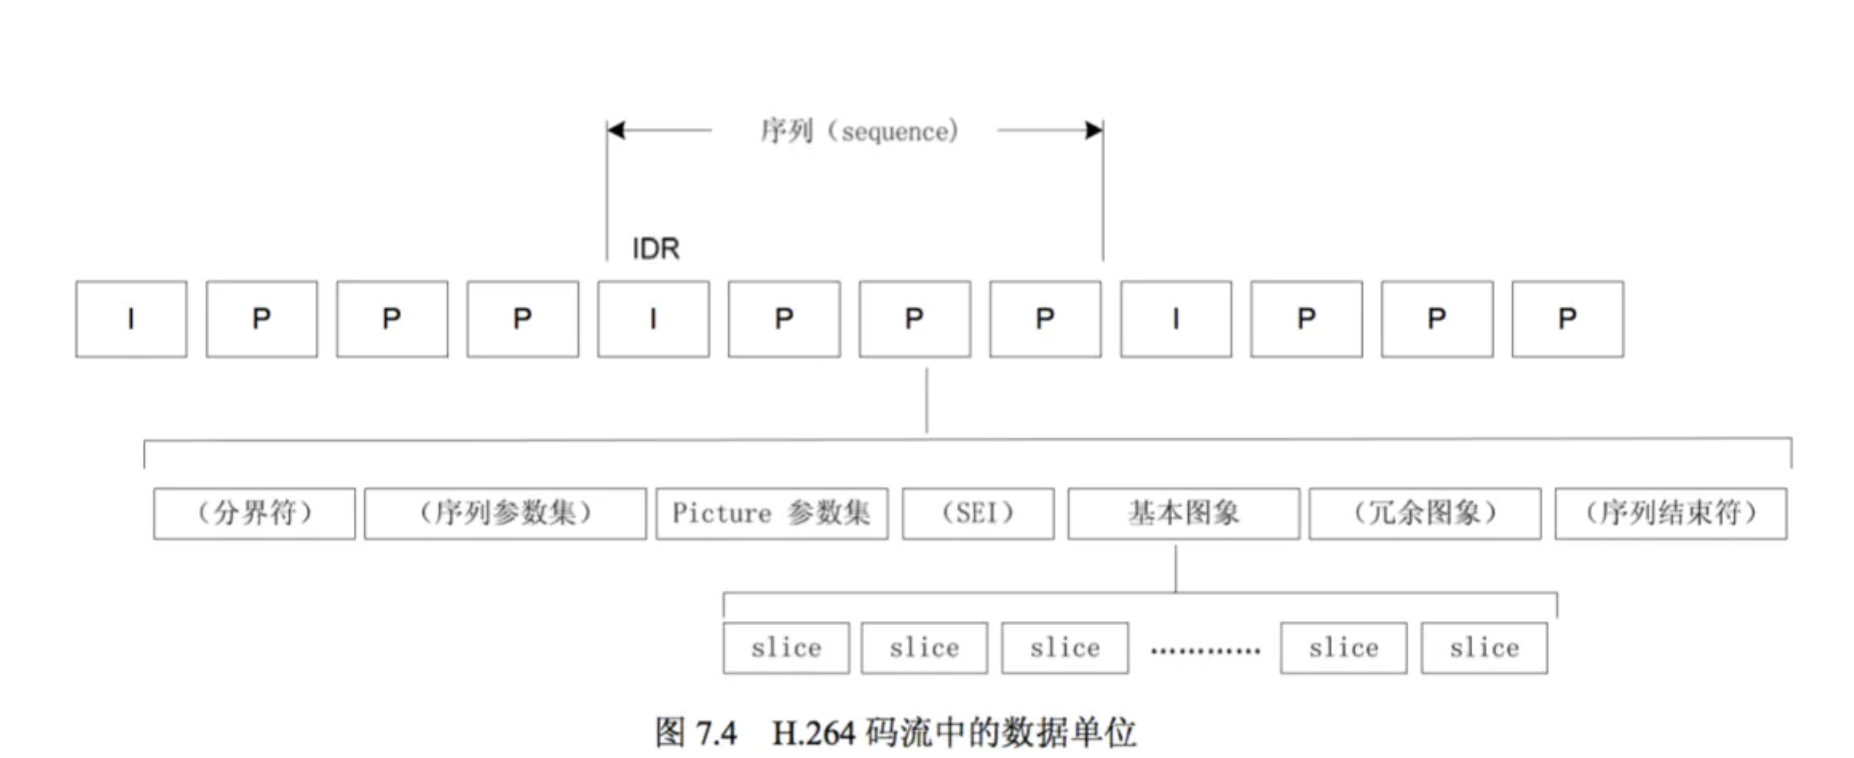 序列（sequence）
IDR
I P P P I P P P I P P P
（分界符） （序列参数集） Picture 参数集 （SEI） 基本图象 （冗余图象） （序列结束符）
slice slice slice ············ slice slice
图 7.4 H.264 码流中的数据单位